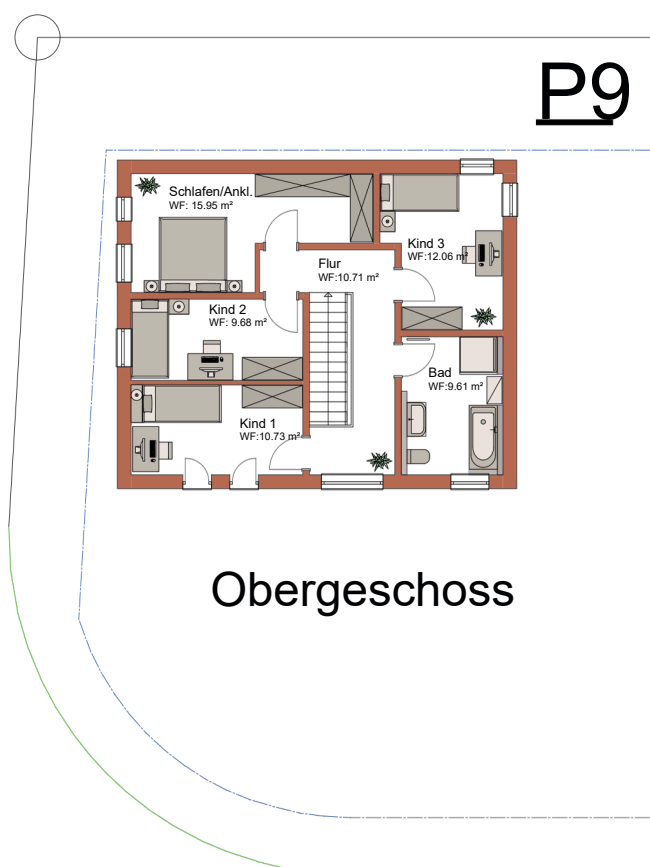 P9
Schlafen/Ankl.
WF: 15.95 m²
Kind 3
WF:12.06 m²
Flur
WF:10.71 m²
Kind 2
WF: 9.68 m²
Bad
WF:9.61 m²
Kind 1
WF:10.73 m²
Obergeschoss